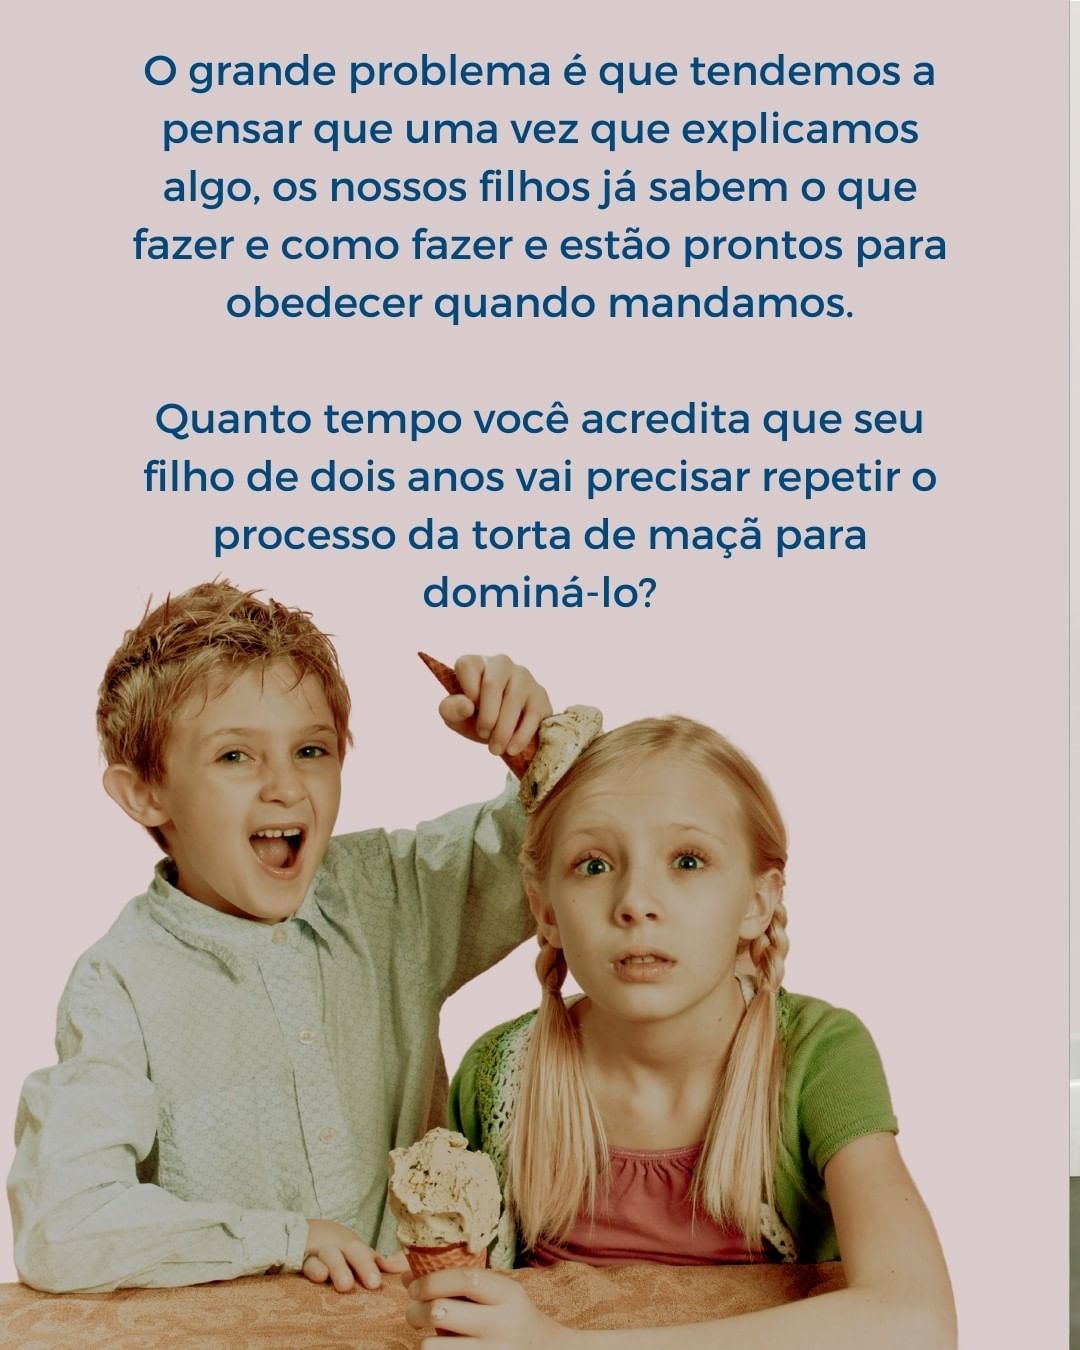 O grande problema é que tendemos a
pensar que uma vez que explicamos
algo, os nossos filhos já sabem o que
fazer e como fazer e estão prontos para
obedecer quando mandamos.
Quanto tempo você acredita que seu
filho de dois anos vai precisar repetir o
processo da torta de maçã para
dominá-lo?